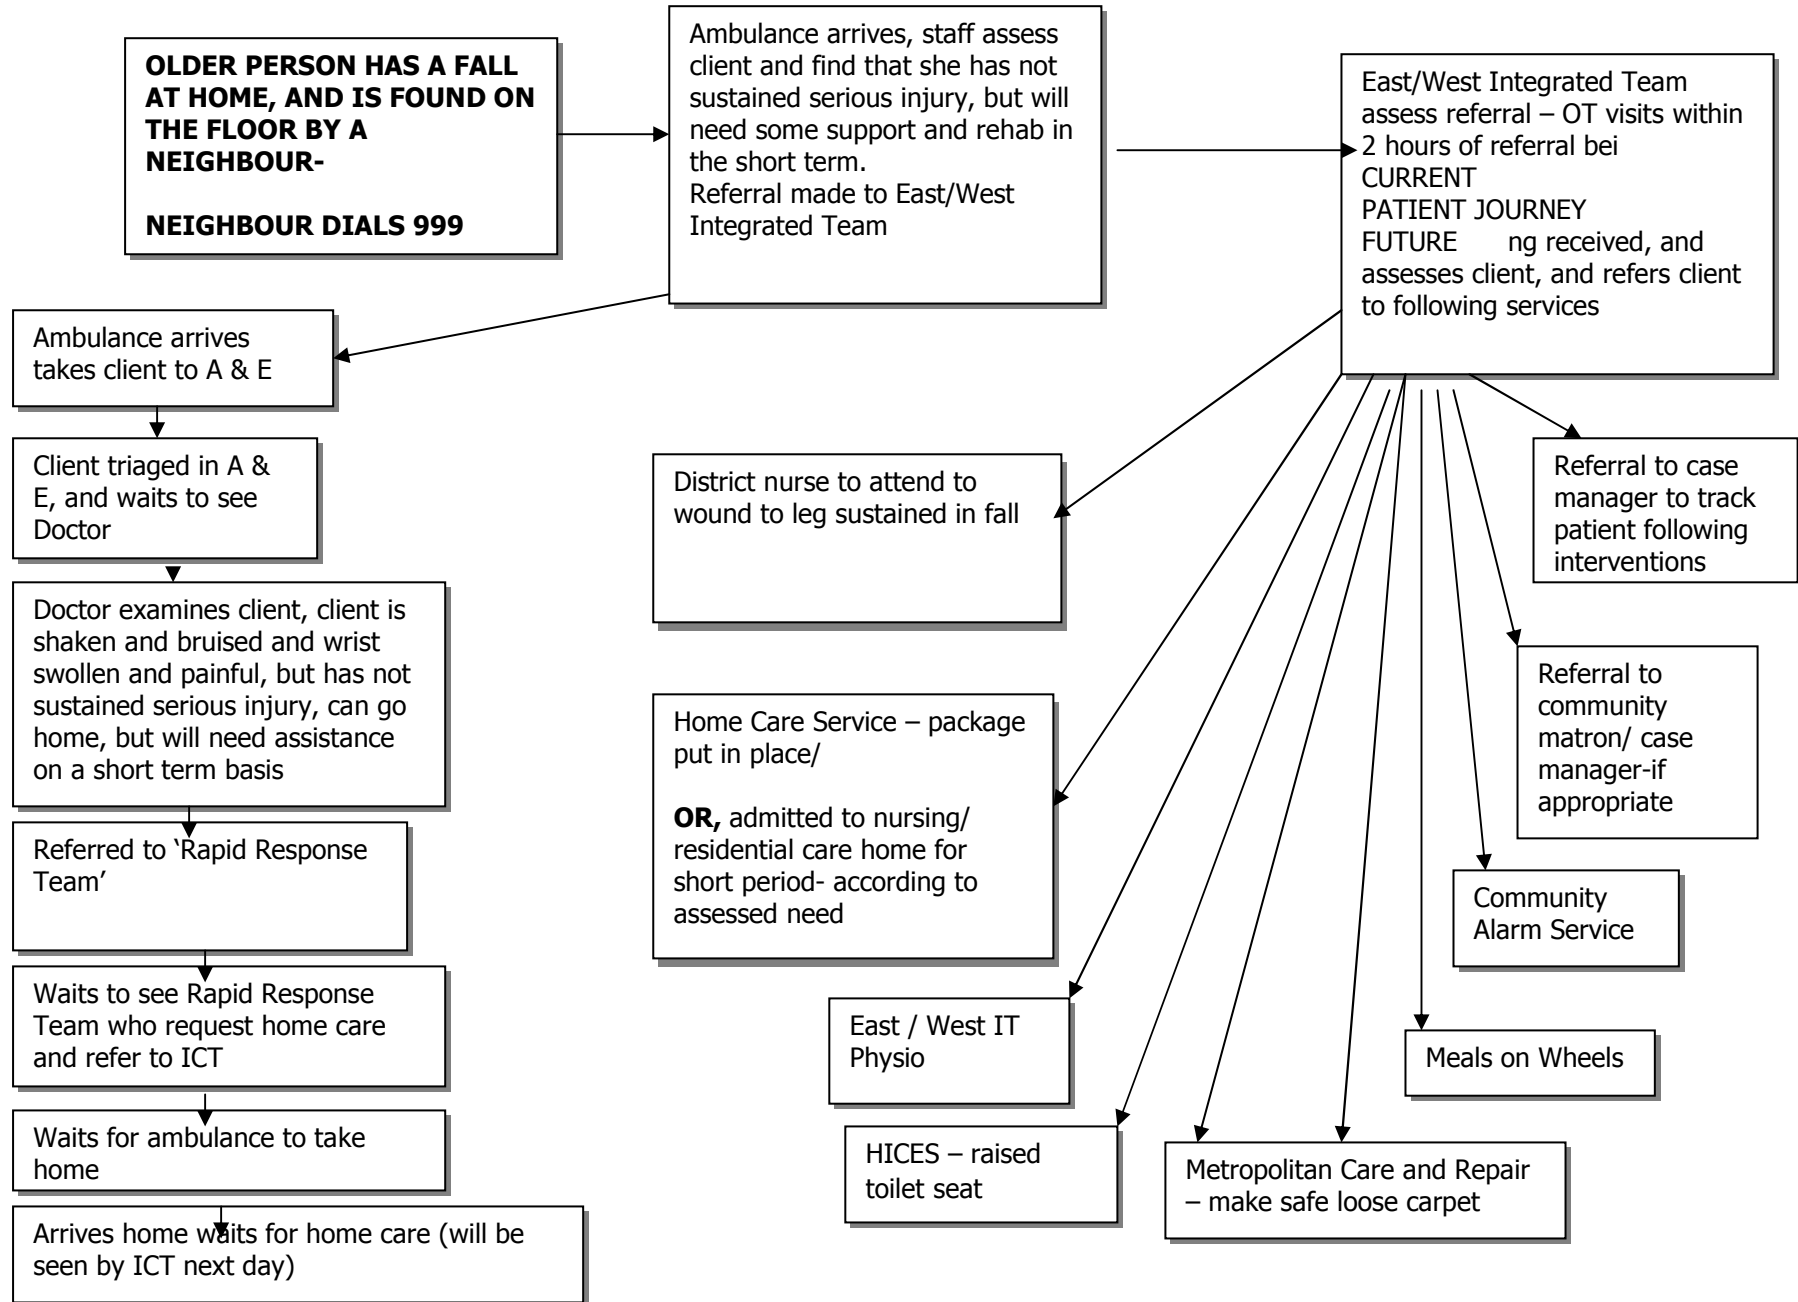 OLDER PERSON HAS A FALL
AT HOME, AND IS FOUND ON
THE FLOOR BY A
NEIGHBOUR-
NEIGHBOUR DIALS 999
Ambulance arrives, staff assess
client and find that she has not
sustained serious injury, but will
need some support and rehab in
the short term.
Referral made to East/West
Integrated Team
East/West Integrated Team
assess referral – OT visits within
2 hours of referral bei
CURRENT
PATIENT JOURNEY
FUTURE ng received, and
assesses client, and refers client
to following services
Ambulance arrives
takes client to A & E
Client triaged in A &
E, and waits to see
Doctor
Doctor examines client, client is
shaken and bruised and wrist
swollen and painful, but has not
sustained serious injury, can go
home, but will need assistance
on a short term basis
Referred to ‘Rapid Response
Team’
Waits to see Rapid Response
Team who request home care
and refer to ICT
Waits for ambulance to take
home
Arrives home waits for home care (will be
seen by ICT next day)
District nurse to attend to
wound to leg sustained in fall
Home Care Service – package
put in place/
OR, admitted to nursing/
residential care home for
short period- according to
assessed need
East / West IT
Physio
HICES – raised
toilet seat
Metropolitan Care and Repair
– make safe loose carpet
Meals on Wheels
Community
Alarm Service
Referral to
community
matron/ case
manager-if
appropriate
Referral to case
manager to track
patient following
interventions